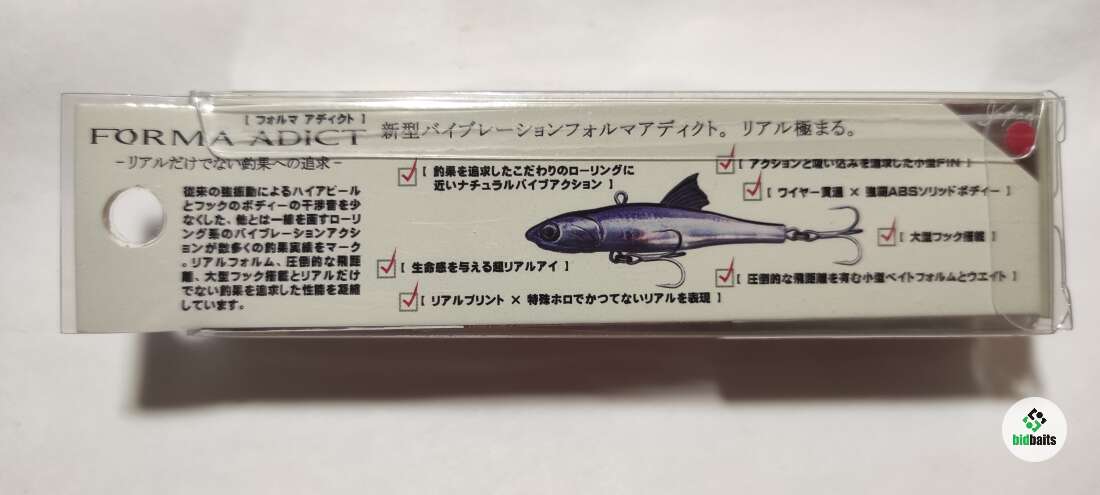 [ フォルマ アディクト ]
FORMA ADICT 新型バイブレーションフォルマアディクト。リアル極まる。
−リアルだけでない釣果への追求−
従来の強振動によるハイアピール
とフックのボディーの干渉音を少
なくした、他とは一線を画すローリ
ング系のバイブレーションアクシ
ョンが数多くの釣果実績をマーク
。リアルフォルム、圧倒的な飛距
離、大型フック搭載とリアルだけ
でない釣果を追求した性能を凝縮
しています。
[ 釣果を追求したこだわりのローリングに
近いナチュラルバイブアクション ]
[ 生命感を与える超リアルアイ ]
[ リアルプリント × 特殊ホロでかつてないリアルを表現 ]
[ アクションと吸い込みを追求した小型FIN ]
[ ワイヤー貫通 × 強靭ABSソリッドボディー ]
[ 大型フック搭載 ]
[ 圧倒的な飛距離を有む小型ベイトフォルムとウエイト ]
Japan
bidbaits